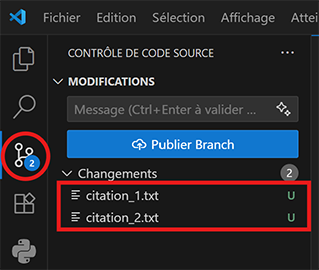 Fichier Edition Sélection Affichage Attei
CONTRÔLE DE CODE SOURCE ...
MODIFICATIONS
Message (Ctrl+Enter à valider ...
Publier Branch
2
Changements 2
citation_1.txt U
citation_2.txt U